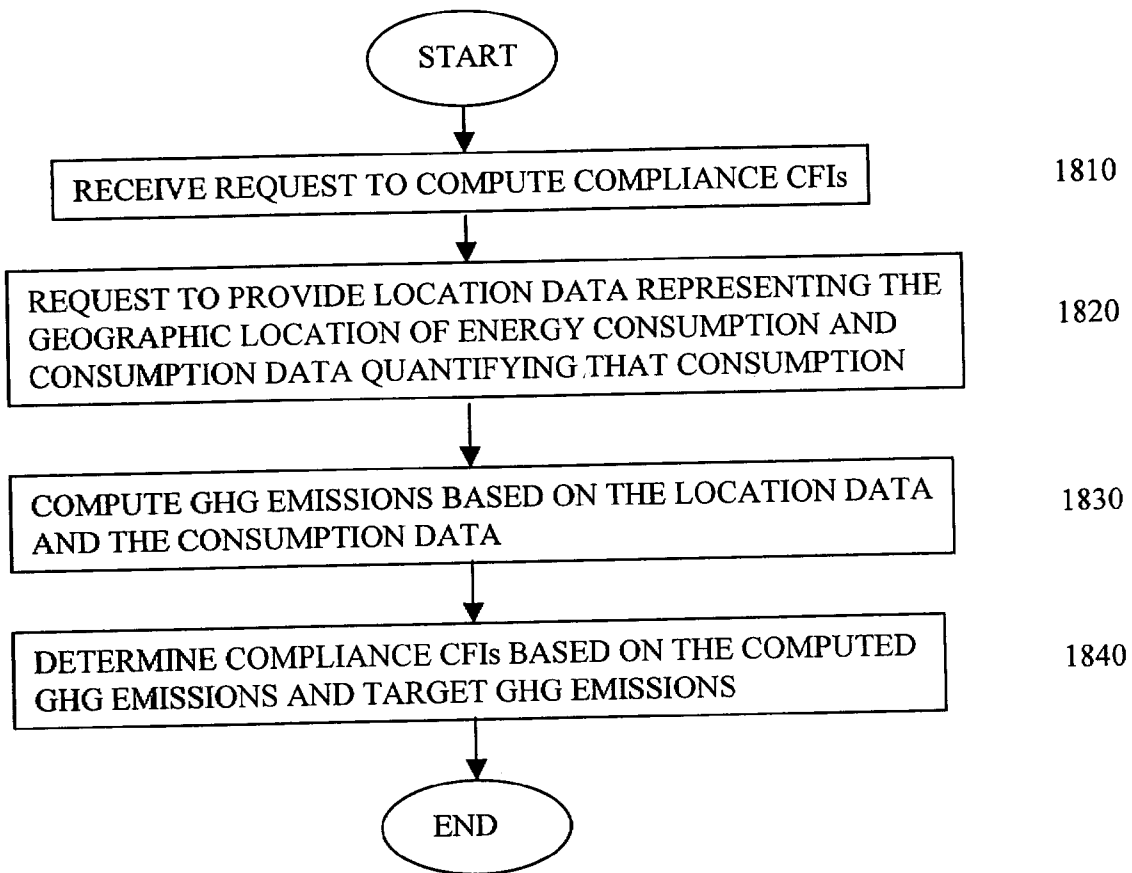 START
RECEIVE REQUEST TO COMPUTE COMPLIANCE CFIs
1810
REQUEST TO PROVIDE LOCATION DATA REPRESENTING THE
GEOGRAPHIC LOCATION OF ENERGY CONSUMPTION AND
CONSUMPTION DATA QUANTIFYING THAT CONSUMPTION
1820
COMPUTE GHG EMISSIONS BASED ON THE LOCATION DATA
AND THE CONSUMPTION DATA
1830
DETERMINE COMPLIANCE CFIs BASED ON THE COMPUTED
GHG EMISSIONS AND TARGET GHG EMISSIONS
1840
END